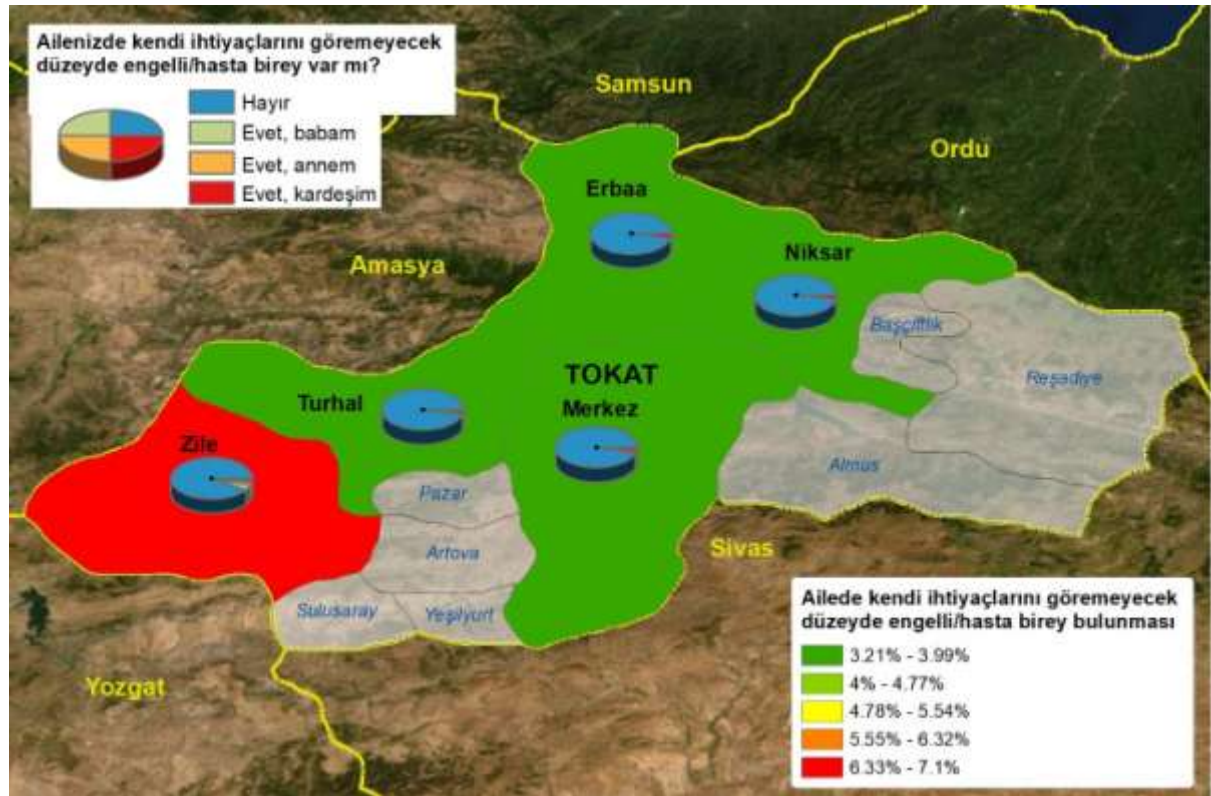 Ailenizde kendi ihtiyaçlarını göremeyecek
düzeyde engelli/hasta birey var mı?
Hayır
Evet, babam
Evet, annem
Evet, kardeşim
Samsun
Ordu
Erbaa
Amasya
Niksar
Başçiftlik
TOKAT
Reşadiye
Turhal
Merkez
Zile
Almus
Pazar
Artova
Sivas
Sulusaray
Yeşilyurt
Yozgat
Ailede kendi ihtiyaçlarını göremeyecek
düzeyde engelli/hasta birey bulunması
3.21% - 3.99%
4% - 4.77%
4.78% - 5.54%
5.55% - 6.32%
6.33% - 7.1%